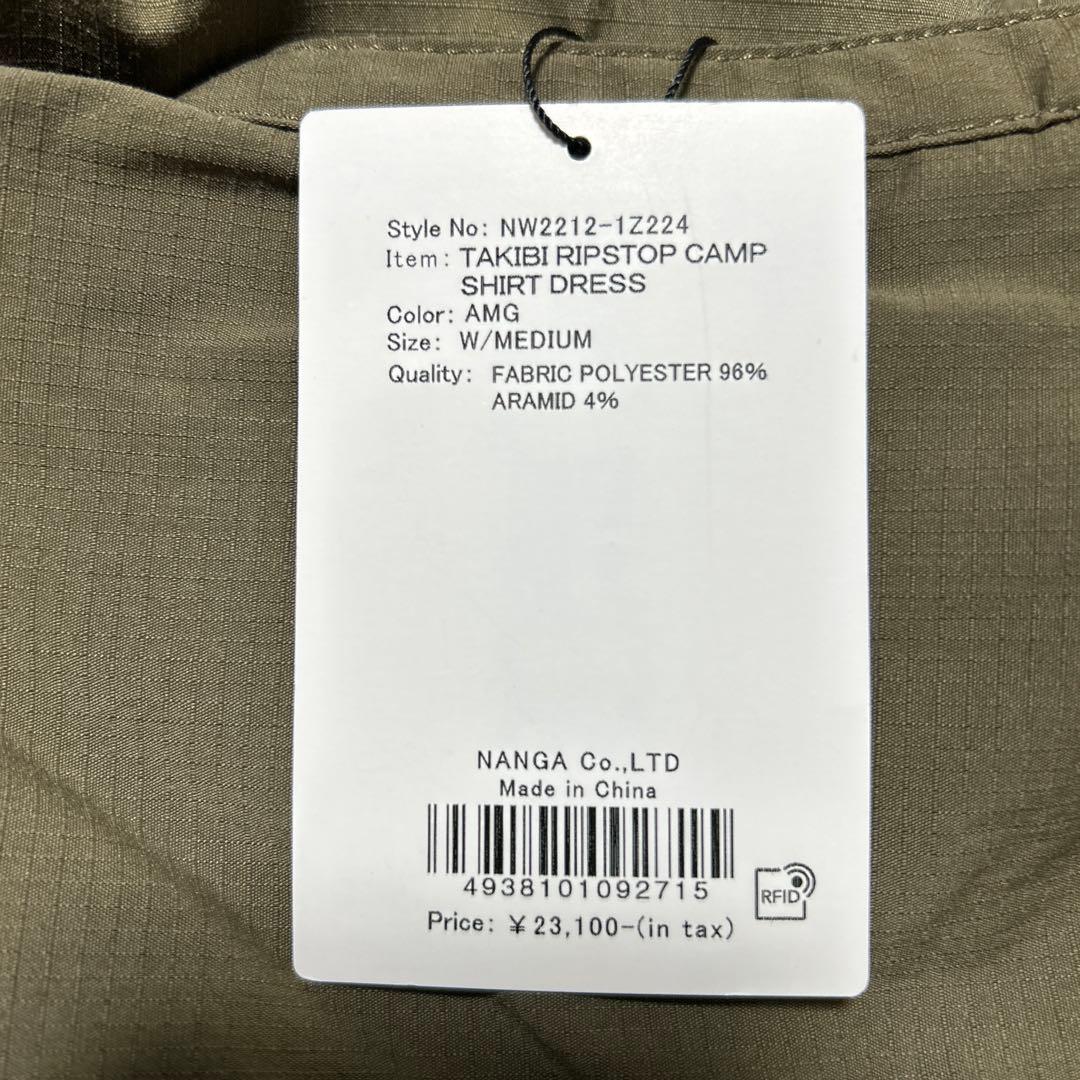 Style No: NW2212-1Z224
Item: TAKIBI RIPSTOP CAMP
SHIRT DRESS
Color: AMG
Size: W/MEDIUM
Quality: FABRIC POLYESTER 96%
ARAMID 4%
NANGA Co.,LTD
Made in China
4938101092715
RFID
Price: ¥23,100-(in tax)